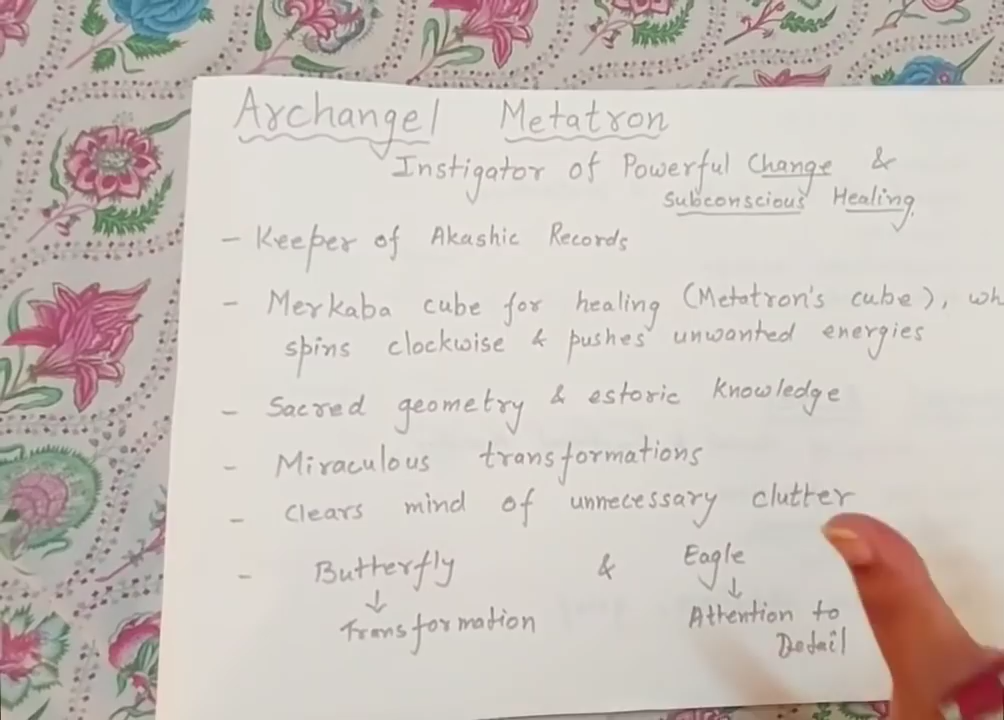 Archangel Metatron
Instigator of Powerful Change &
Subconscious Healing
- Keeper of Akashic Records
- Merkaba cube for healing (Metatron's cube),
spins clockwise & pushes unwanted energies
- Sacred geometry & estoric knowledge
- Miraculous transformations
- Clears mind of unnecessary clutter
- Butterfly & Eagle
↓ ↓
Transformation Attention to
Detail